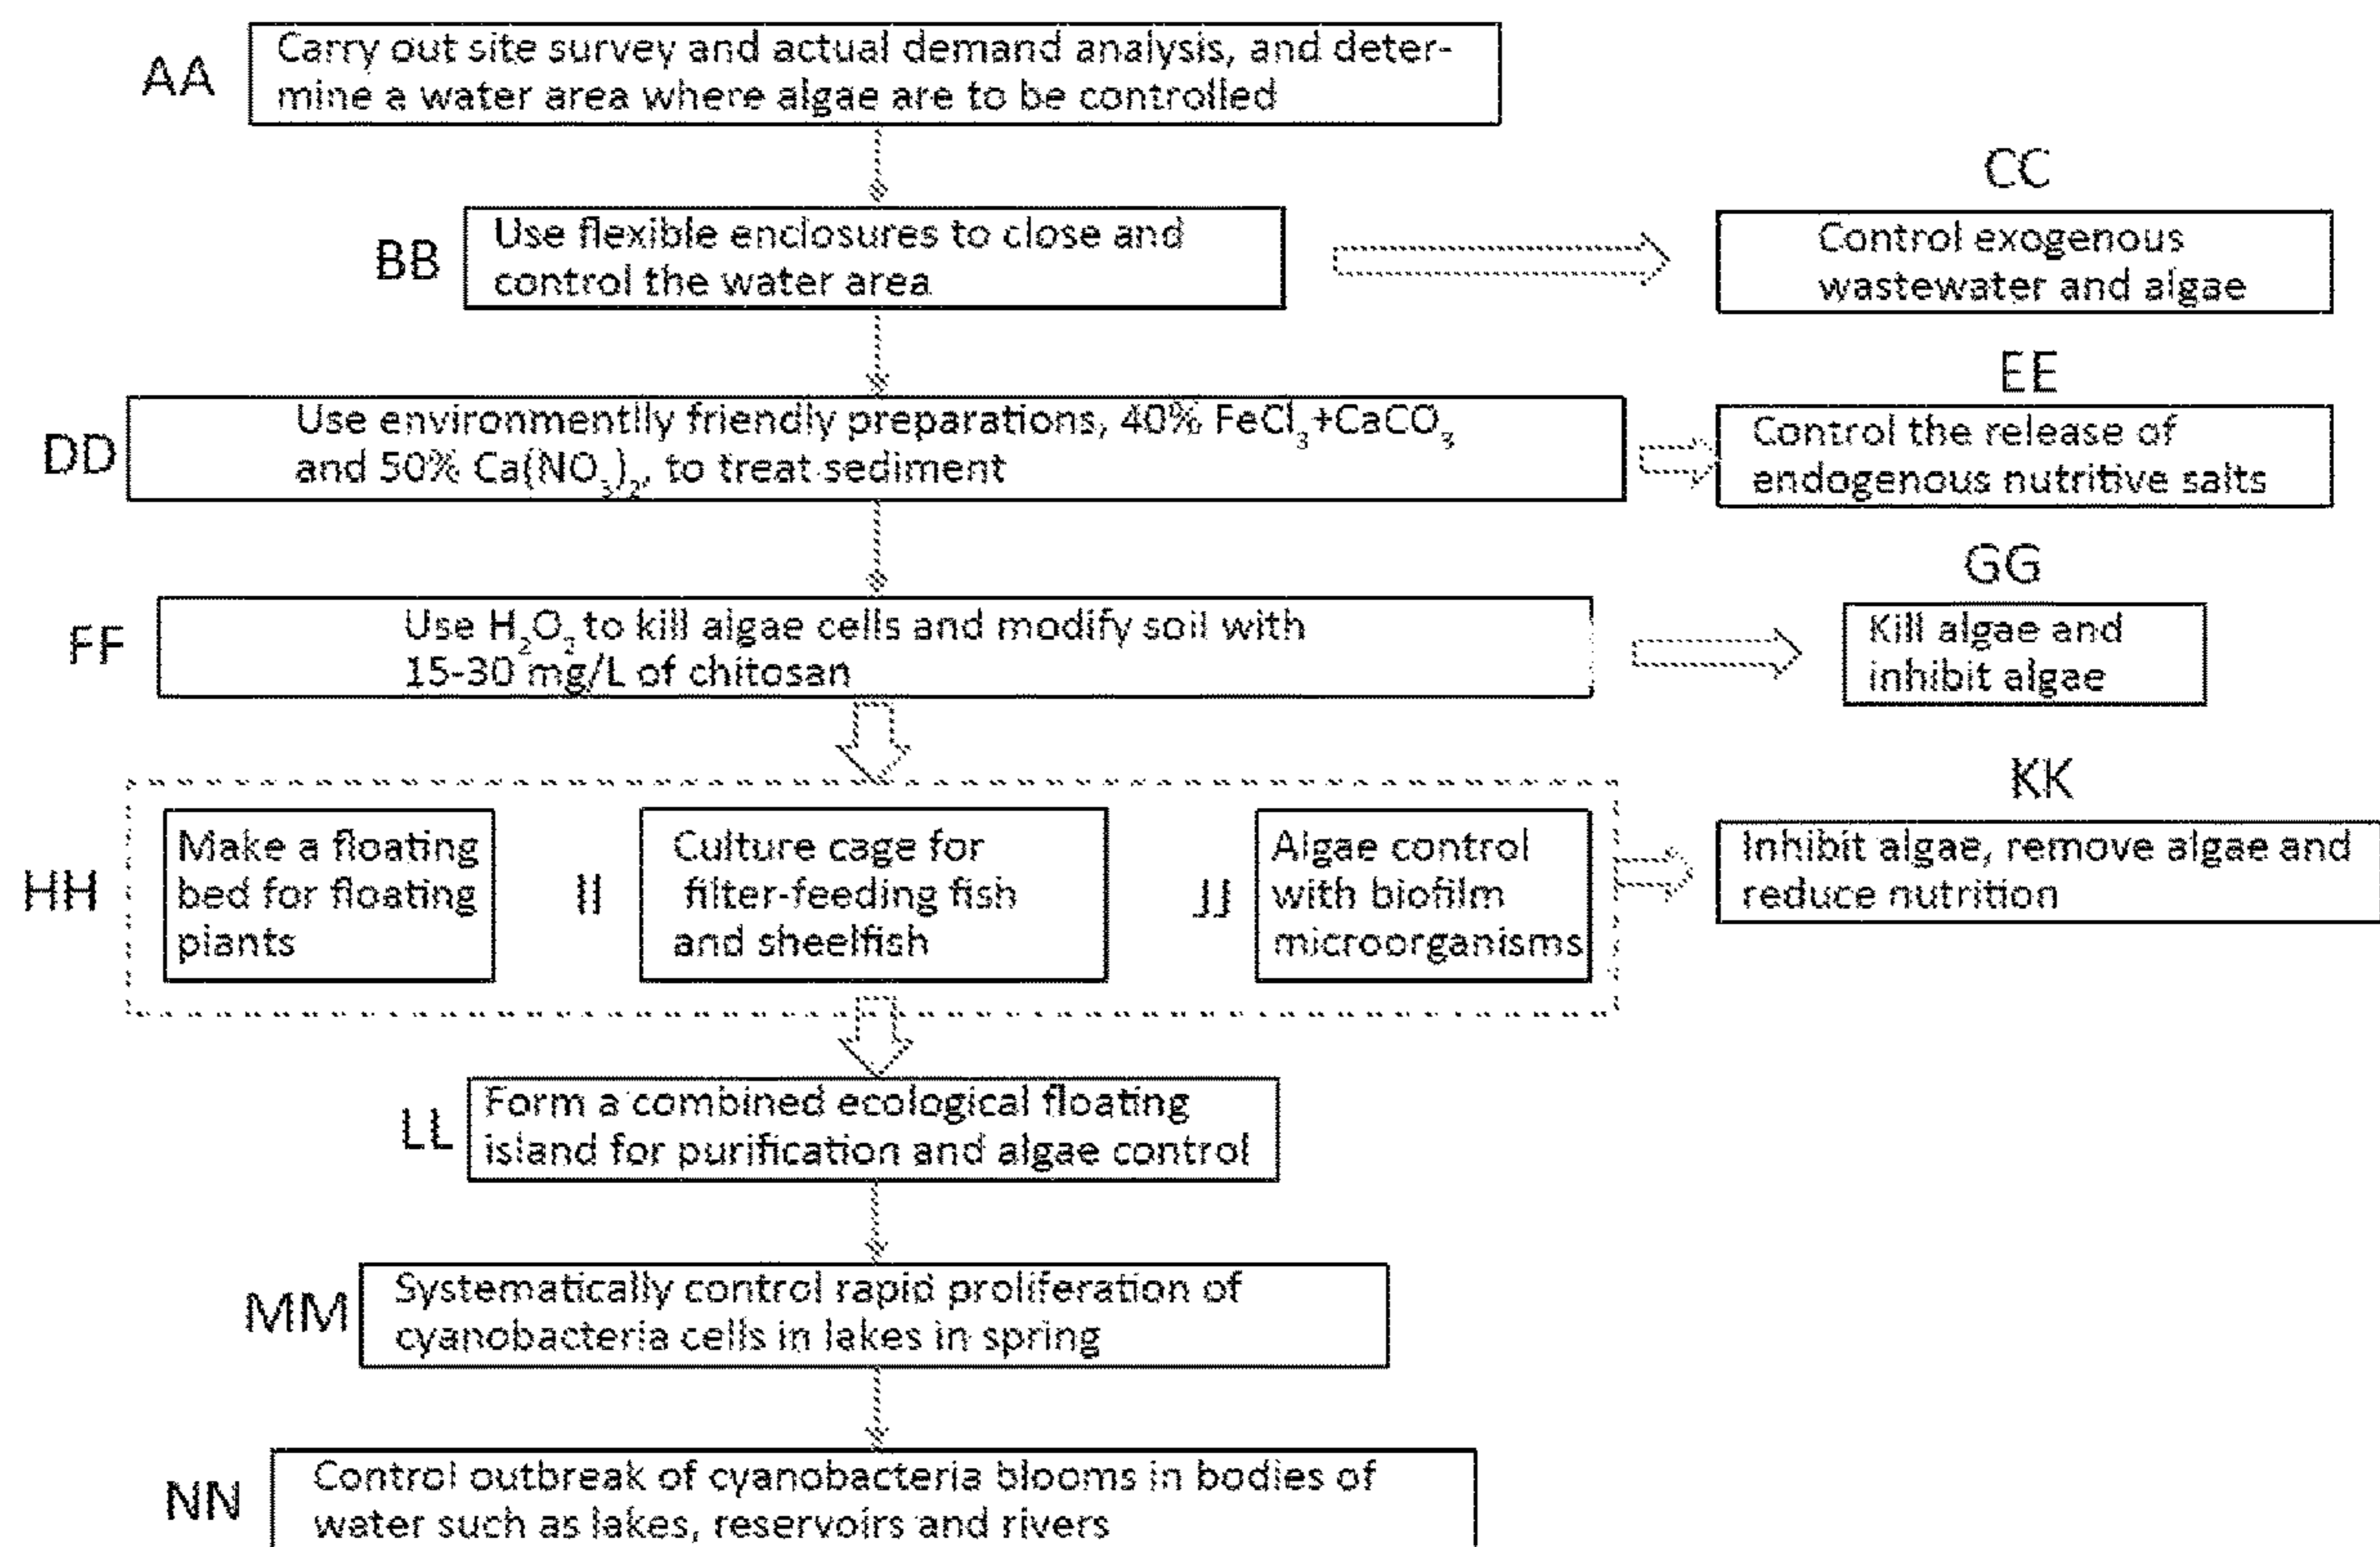 AA
Carry out site survey and actual demand analysis, and deter-
mine a water area where algae are to be controlled
BB
Use flexible enclosures to close and
control the water area
CC
Control exogenous
wastewater and algae
DD
Use environmentlly friendly preparations, 40% FeCl₃+CaCO₃
and 50% Ca(NO₃)₂, to treat sediment
EE
Control the release of
endogenous nutritive salts
FF
Use H₂O₂ to kill algae cells and modify soil with
15-30 mg/L of chitosan
GG
Kill algae and
inhibit algae
HH
Make a floating
bed for floating
plants
II
Culture cage for
filter-feeding fish
and sheelfish
JJ
Algae control
with biofilm
microorganisms
KK
Inhibit algae, remove algae and
reduce nutrition
LL
Form a combined ecological floating
island for purification and algae control
MM
Systematically control rapid proliferation of
cyanobacteria cells in lakes in spring
NN
Control outbreak of cyanobacteria blooms in bodies of
water such as lakes, reservoirs and rivers